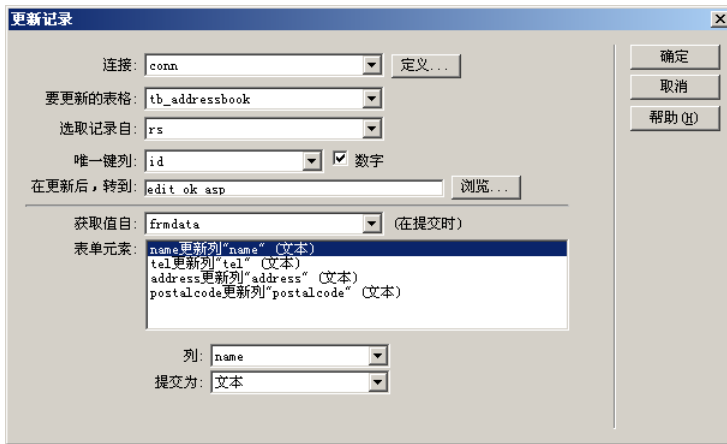 更新记录
连接: conn 定义...
确定
要更新的表格: tb_addressbook
取消
选取记录自: rs
帮助(H)
唯一键列: id 数字
在更新后,转到: edit_ok.asp 浏览...
获取值自: frmdata (在提交时)
表单元素: name更新列"name" (文本)
tel更新列"tel" (文本)
address更新列"address" (文本)
postalcode更新列"postalcode" (文本)
列: name
提交为: 文本